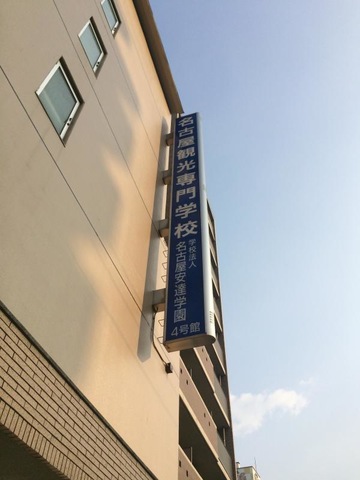 名古屋観光専門学校
学校法人
名古屋安達学園
4号館